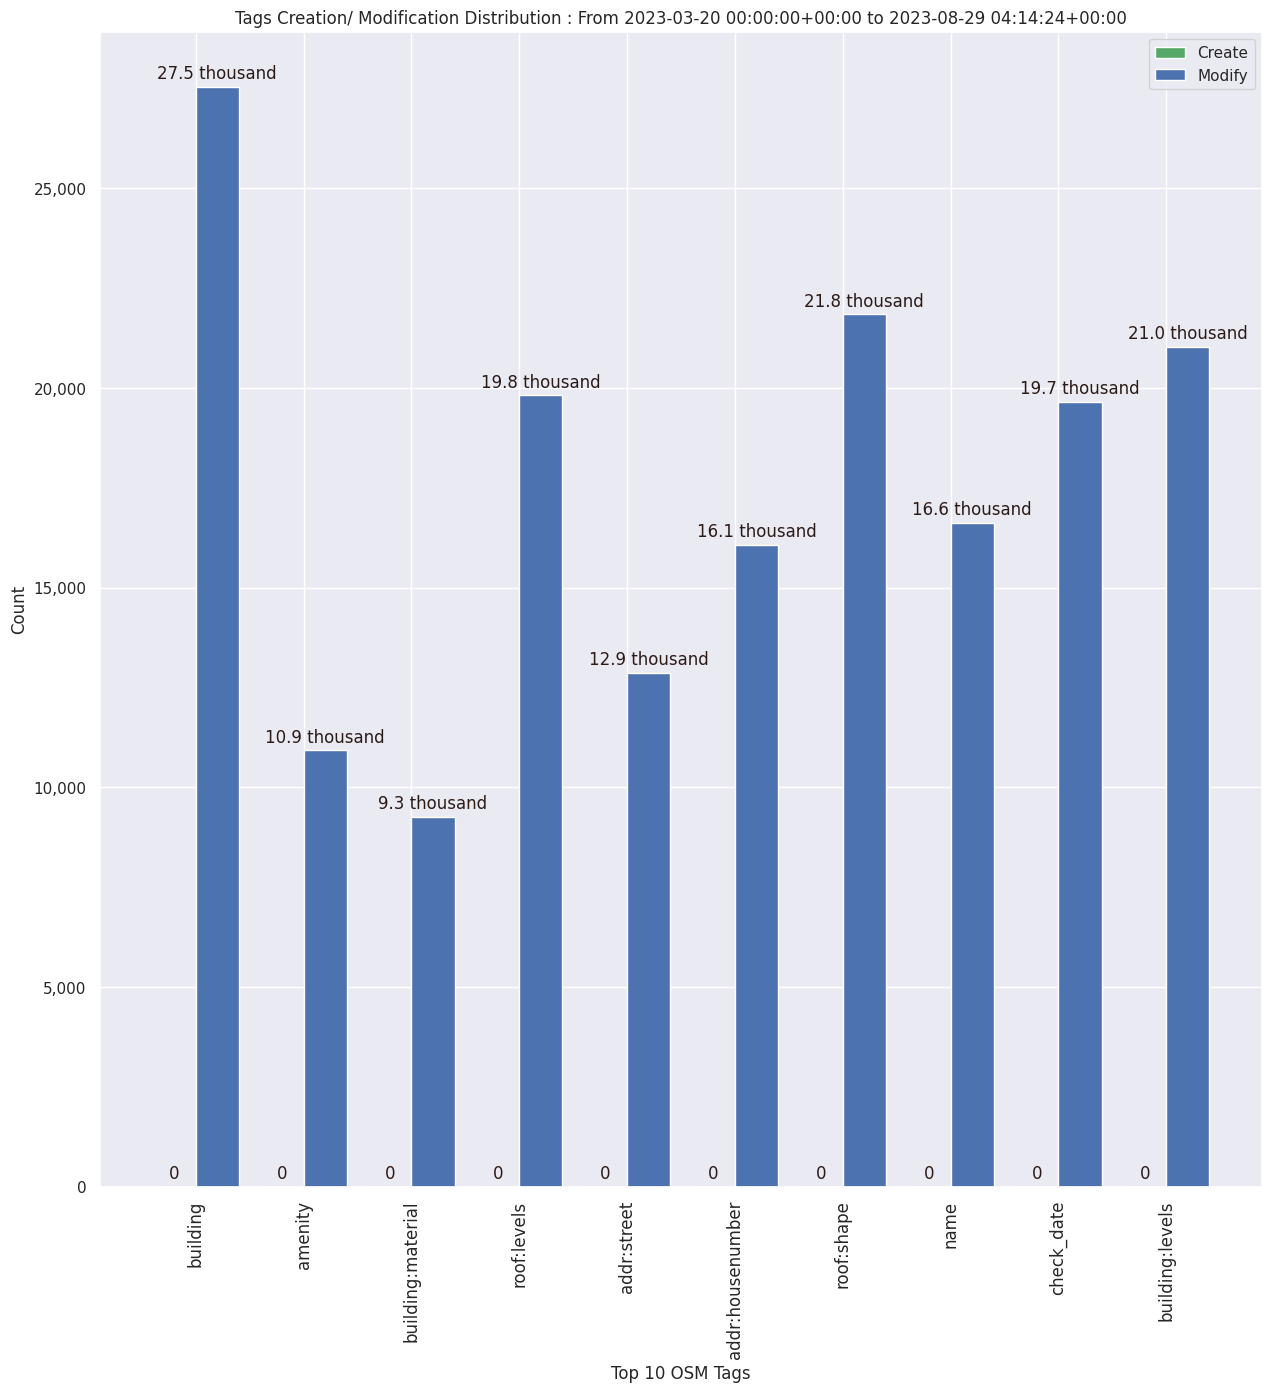 Tags Creation/ Modification Distribution : From 2023-03-20 00:00:00+00:00 to 2023-08-29 04:14:24+00:00
Create
Modify
27.5 thousand
10.9 thousand
9.3 thousand
19.8 thousand
12.9 thousand
16.1 thousand
21.8 thousand
16.6 thousand
19.7 thousand
21.0 thousand
0
0
0
0
0
0
0
0
0
0
25,000
20,000
15,000
10,000
5,000
0
Count
building
amenity
building:material
roof:levels
addr:street
addr:housenumber
roof:shape
name
check_date
building:levels
Top 10 OSM Tags